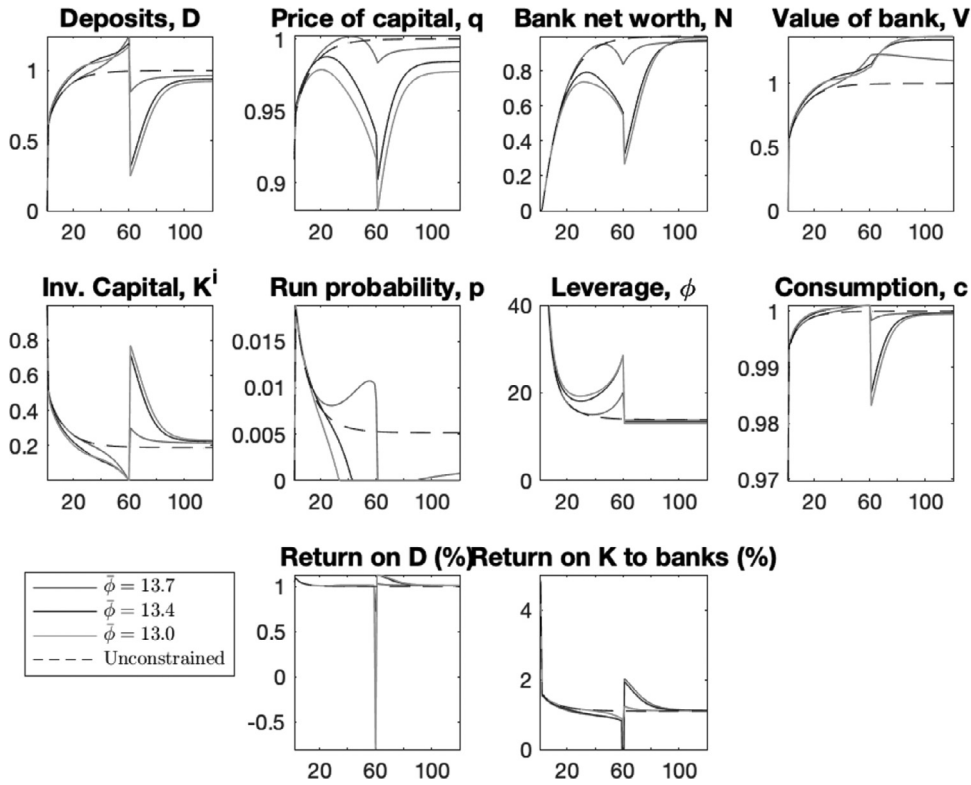 Deposits, D
1
0.5
0
20 60 100
Price of capital, q
1
0.95
0.9
20 60 100
Bank net worth, N
0.8
0.6
0.4
0.2
0
20 60 100
Value of bank, V
1
0.5
0
20 60 100
Inv. Capital, K^i
0.8
0.6
0.4
0.2
20 60 100
Run probability, p
0.015
0.010
0.005
0
20 60 100
Leverage, ϕ
40
20
0
20 60 100
Consumption, c
1
0.99
0.98
0.97
20 60 100
ϕ̄ = 13.7
ϕ̄ = 13.4
ϕ̄ = 13.0
Unconstrained
Return on D (%)
1
0.5
0
-0.5
20 60 100
Return on K to banks (%)
4
2
0
20 60 100